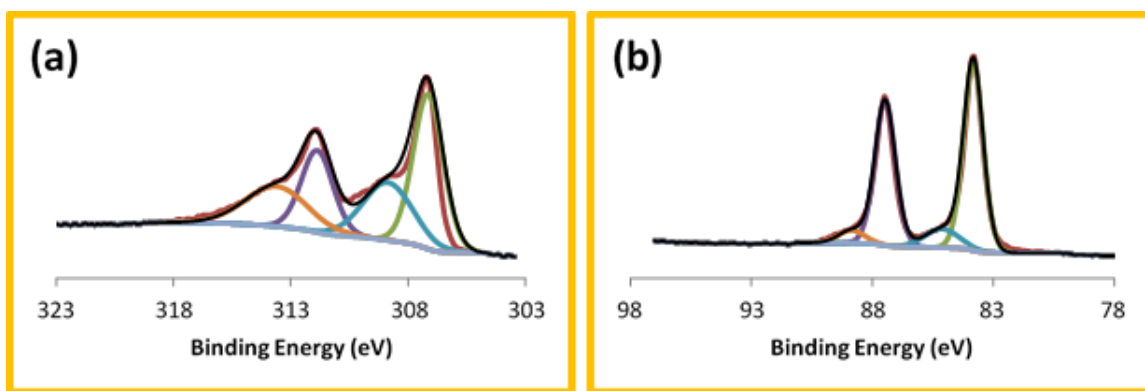 (a)
323 318 313 308 303
Binding Energy (eV)
(b)
98 93 88 83 78
Binding Energy (eV)